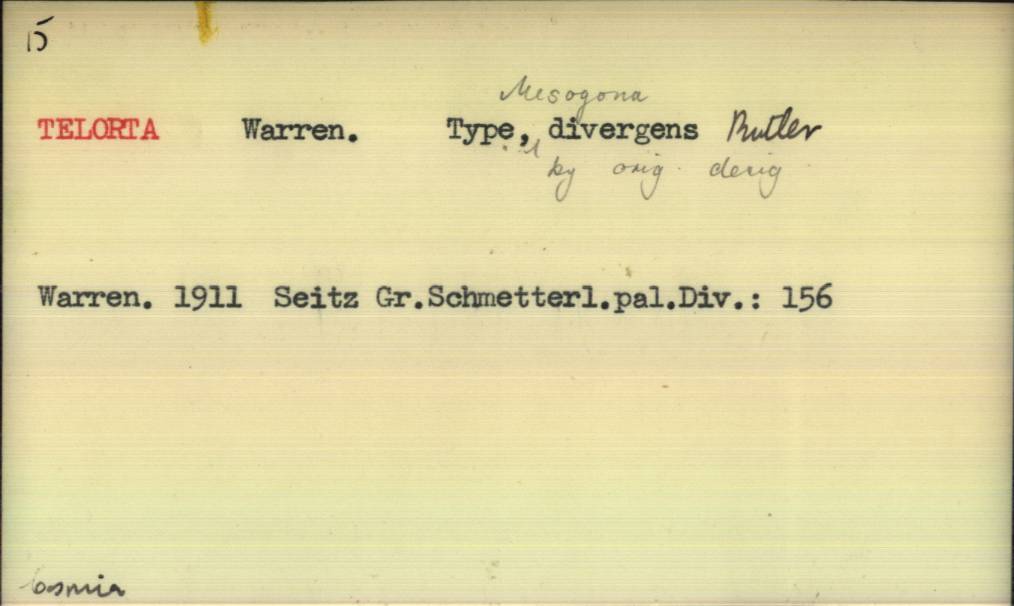 15
Mesogona
TELORTA Warren. Type, divergens Butler
by orig. desig
Warren. 1911 Seitz Gr.Schmetterl.pal.Div.: 156
Cosmia